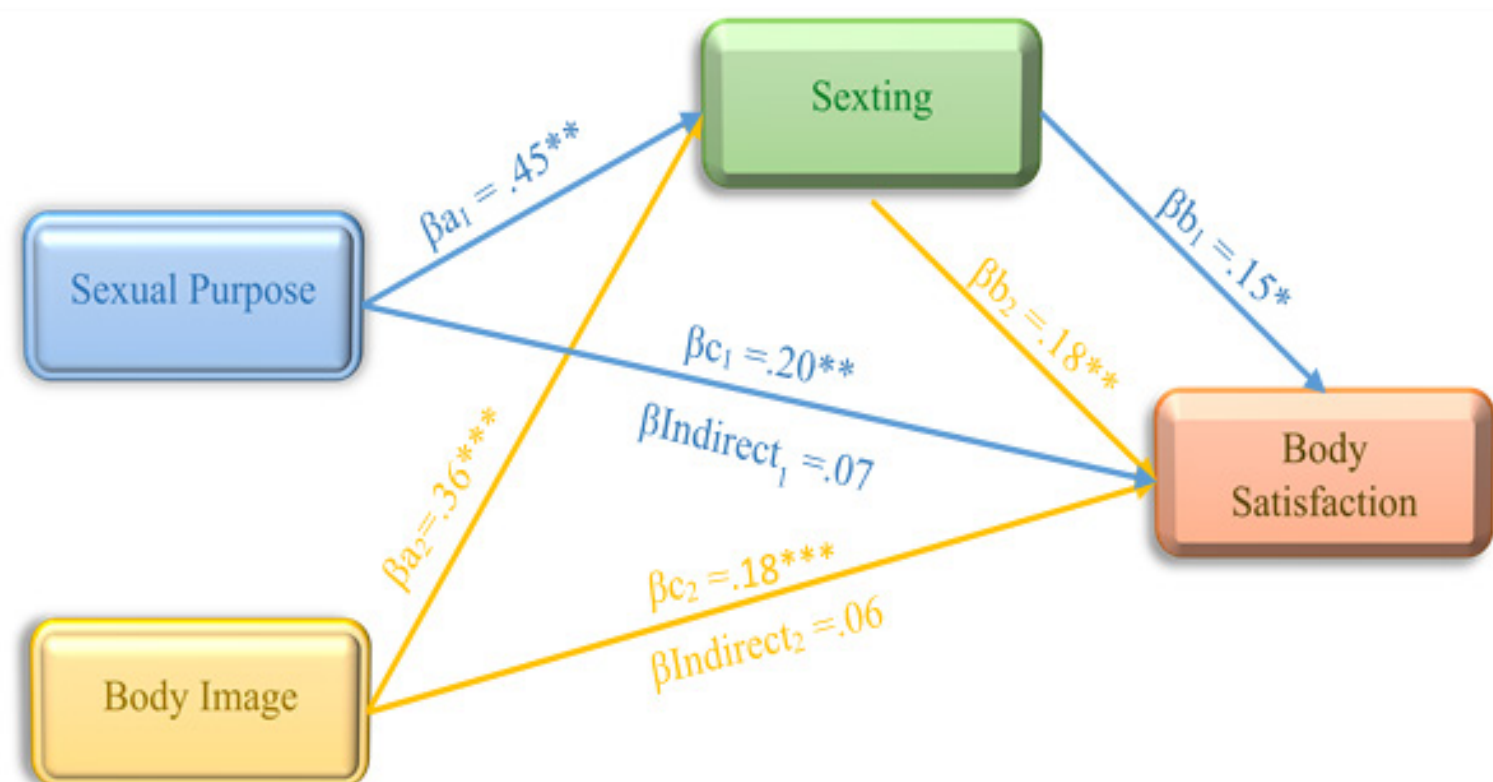 Sexting
βa₁ = .45**
βb₁ =.15*
Sexual Purpose
βb₂ =.18**
βc₁ =.20**
βIndirect₁ =.07
βa₂=.36***
Body
Satisfaction
βc₂ =.18***
βIndirect₂ =.06
Body Image